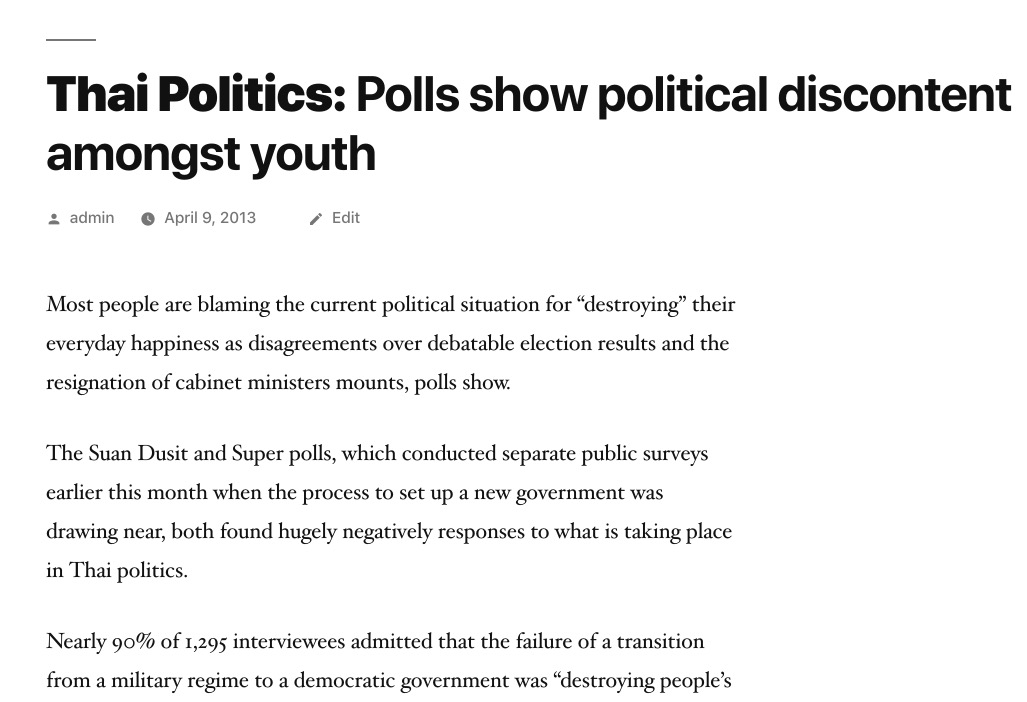 Thai Politics: Polls show political discontent
amongst youth
admin April 9, 2013 Edit
Most people are blaming the current political situation for “destroying” their
everyday happiness as disagreements over debatable election results and the
resignation of cabinet ministers mounts, polls show.
The Suan Dusit and Super polls, which conducted separate public surveys
earlier this month when the process to set up a new government was
drawing near, both found hugely negatively responses to what is taking place
in Thai politics.
Nearly 90% of 1,295 interviewees admitted that the failure of a transition
from a military regime to a democratic government was “destroying people’s